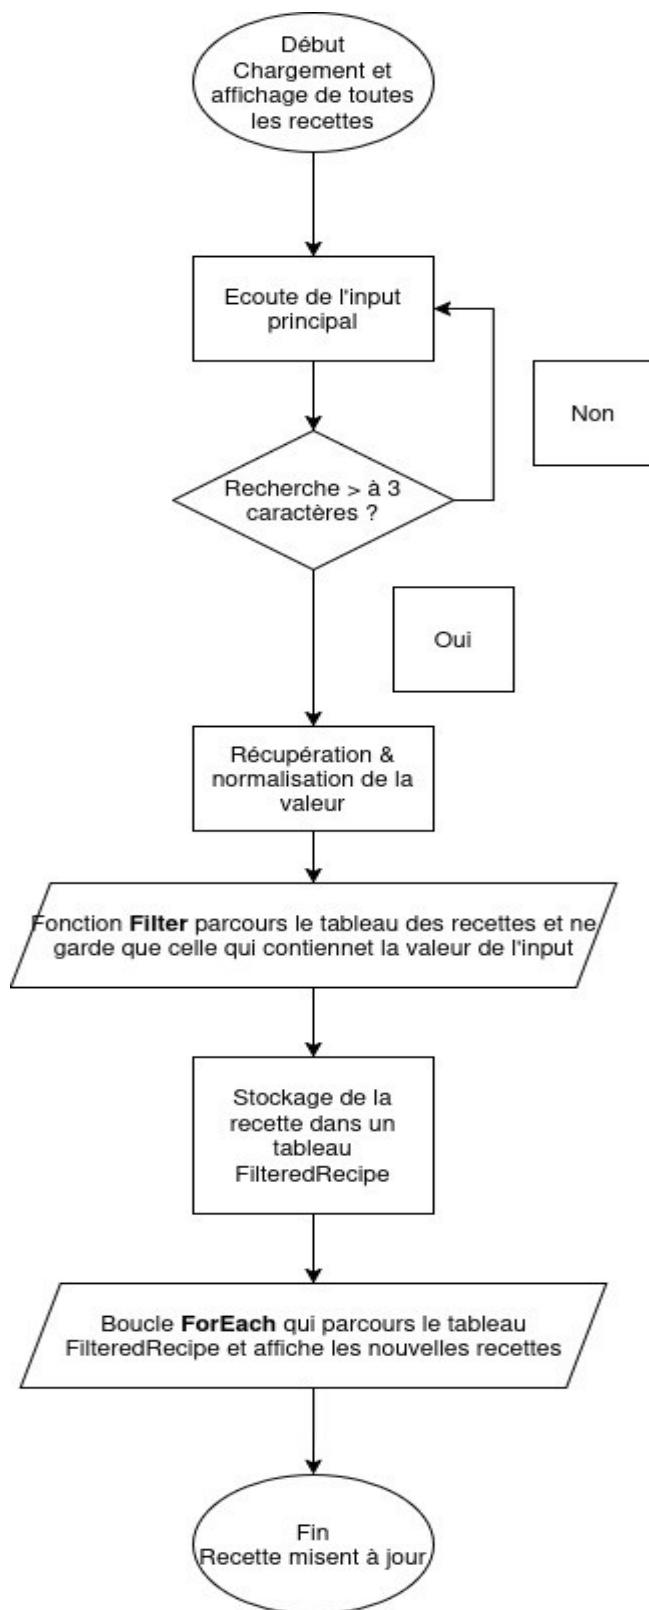 Début
Chargement et
affichage de toutes
les recettes
Ecoute de l'input
principal
Non
Recherche > à 3
caractères ?
Oui
Récupération &
normalisation de la
valeur
Fonction Filter parcours le tableau des recettes et ne
garde que celle qui contiennet la valeur de l'input
Stockage de la
recette dans un
tableau
FilteredRecipe
Boucle ForEach qui parcours le tableau
FilteredRecipe et affiche les nouvelles recettes
Fin
Recette misent à jour